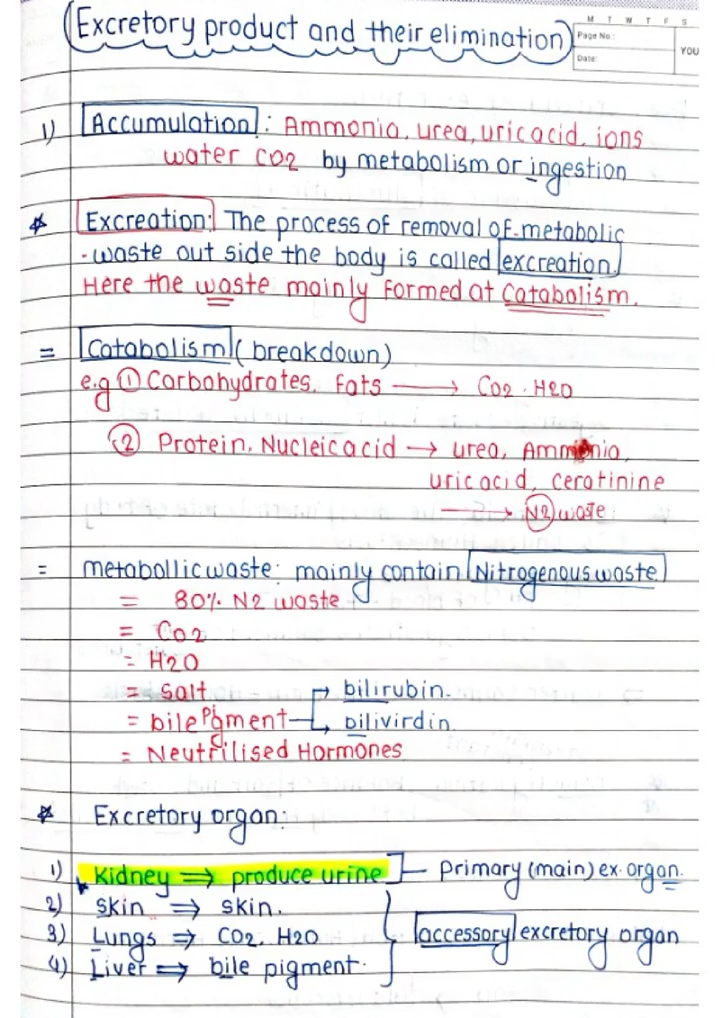 Excretory product and their elimination
M T W T F S
Page No.:
YOU
Date:
1) Accumulation : Ammonia, urea, uric acid, ions
water CO2 by metabolism or ingestion
Excreation: The process of removal of metabolic
waste out side the body is called excreation.
Here the waste mainly formed at Catabolism.
= Catabolism ( breakdown)
e.g ① Carbohydrates, Fats → CO2 . H2O
② Protein, Nucleic acid → urea, Ammonia,
uric acid, ceratinine
→ N2 waste
= metabollic waste: mainly contain Nitrogenous waste
= 80% N2 waste
= CO2
= H2O
= Salt → bilirubin.
= bile Pigment → bilivirdin
= Neutrilised Hormones
Excretory organ:
1) Kidney ⇒ produce urine ] — Primary (main) ex. organ.
2) Skin ⇒ skin.
3) Lungs ⇒ CO2, H2O } accessory excretory organ
4) Liver ⇒ bile pigment.